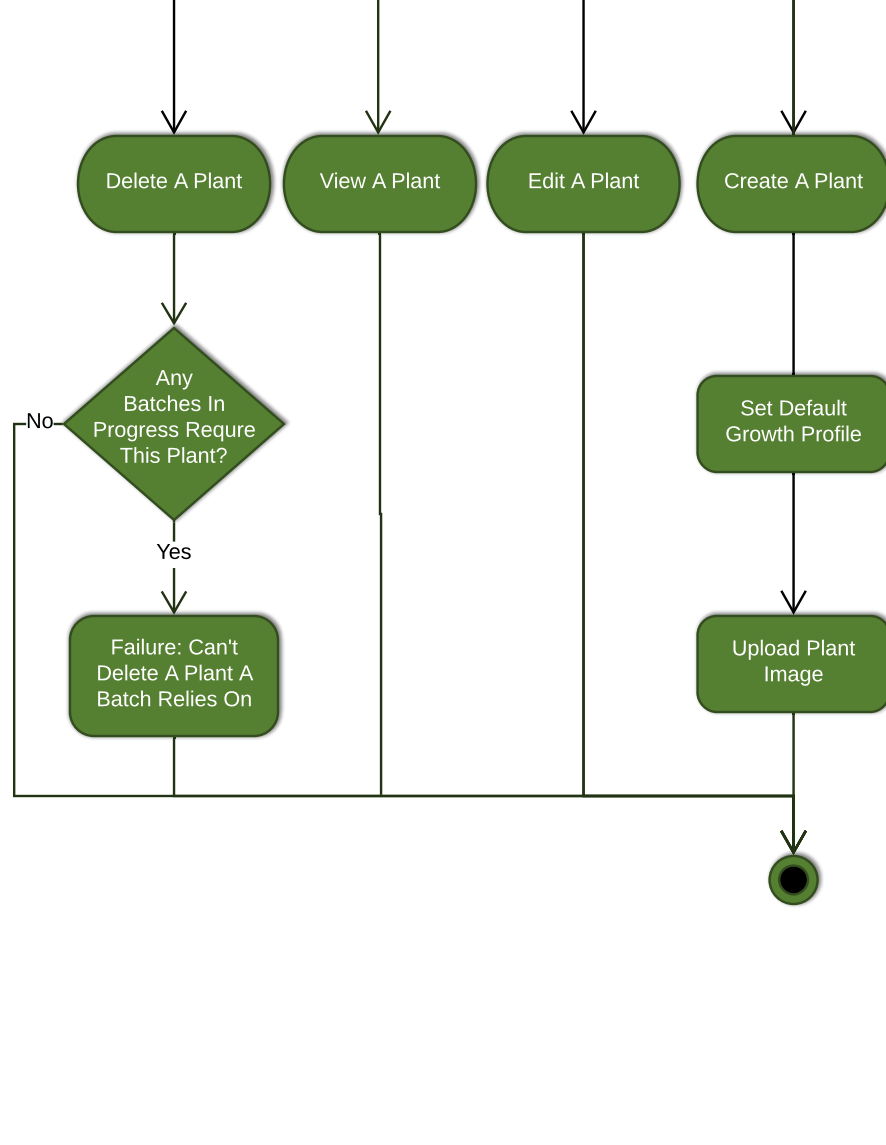 Delete A Plant
View A Plant
Edit A Plant
Create A Plant
Any
Batches In
Progress Requre
This Plant?
No
Set Default
Growth Profile
Yes
Failure: Can't
Delete A Plant A
Batch Relies On
Upload Plant
Image